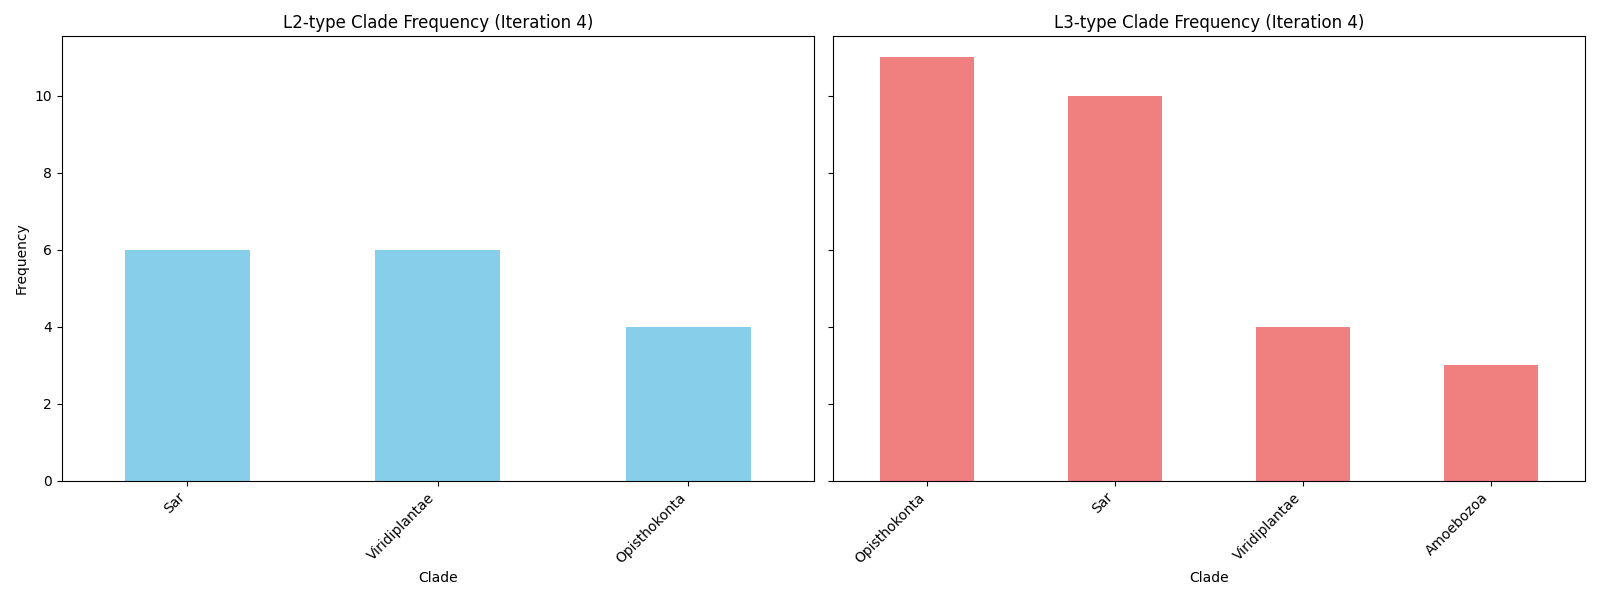 L2-type Clade Frequency (Iteration 4)
Frequency
10
8
6
4
2
0
Sar
Viridiplantae
Opisthokonta
Clade
L3-type Clade Frequency (Iteration 4)
Opisthokonta
Sar
Viridiplantae
Amoebozoa
Clade